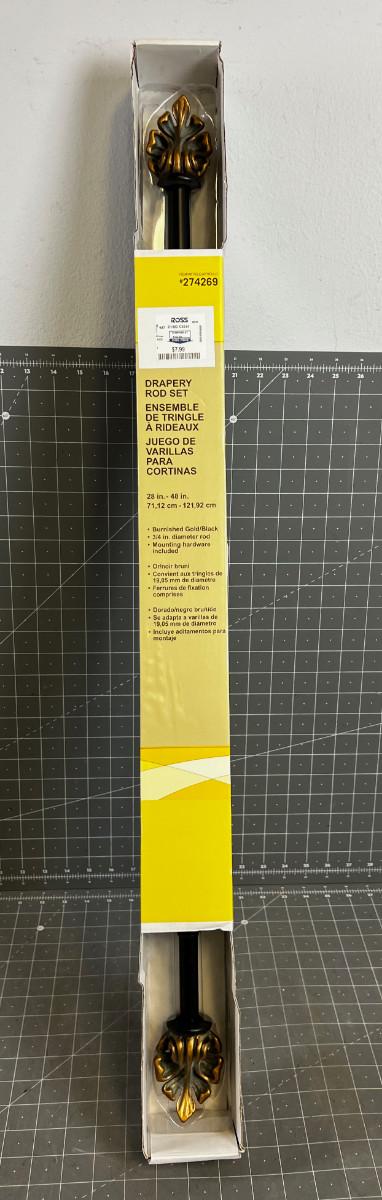 #274269
ROSS
$7.99
DRAPERY
ROD SET
ENSEMBLE
DE TRINGLE
À RIDEAUX
JUEGO DE
VARILLAS
PARA
CORTINAS
28 in.- 48 in.
71,12 cm - 121,92 cm
• Burnished Gold/Black
• 3/4 in. diameter rod
• Mounting hardware
included
• Or/noir bruni
• Convient aux tringles de
19,05 mm de diamètre
• Ferrures de fixation
comprises
• Dorado/negro bruñido
• Se adapta a varillas de
19,05 mm de diámetro
• Incluye aditamentos para
montaje